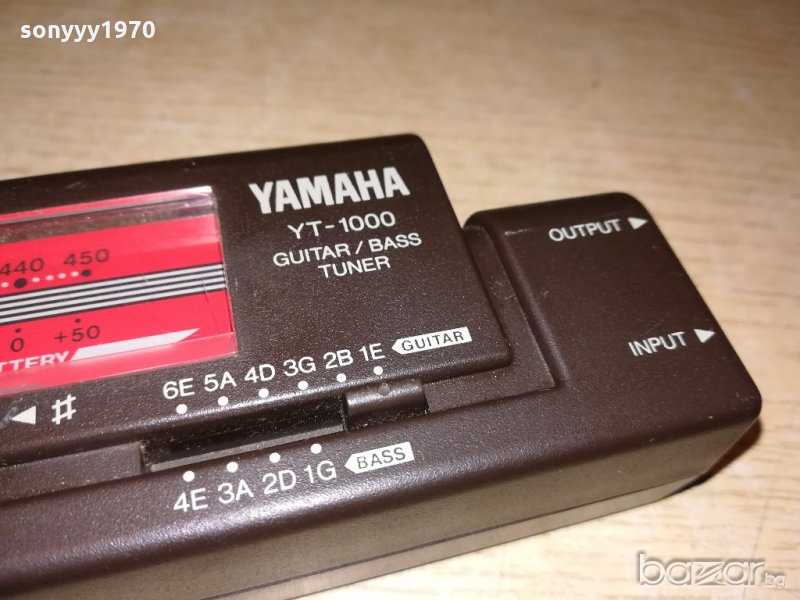 sonyyy1970
YAMAHA
YT-1000
GUITAR / BASS
TUNER
OUTPUT ▶
INPUT ▶
440 450
0 +50
TTERY
6E 5A 4D 3G 2B 1E GUITAR
◀ #
4E 3A 2D 1G BASS
bazar.bg